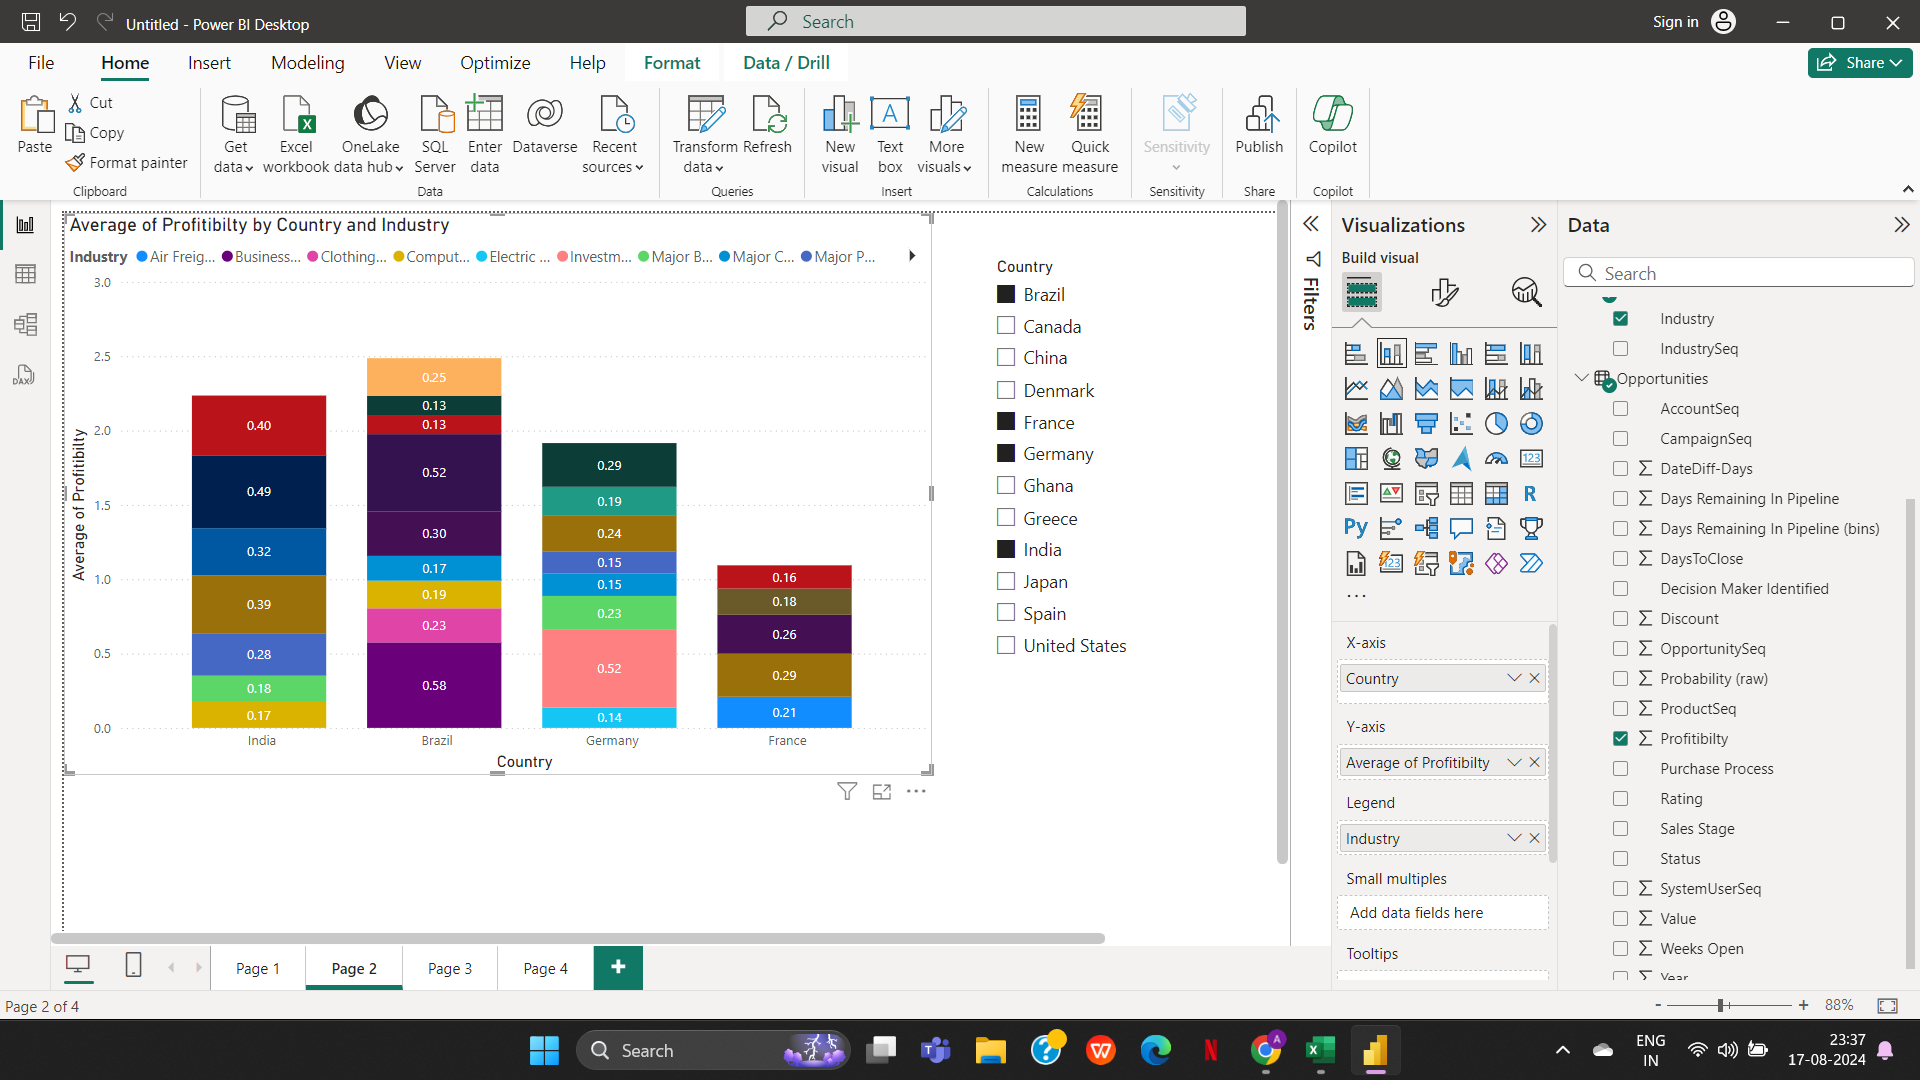 Untitled - Power BI Desktop
Search
Sign in
File
Home
Insert
Modeling
View
Optimize
Help
Format
Data / Drill
Share
Paste
Cut
Copy
Format painter
Clipboard
Get data
Excel workbook
OneLake data hub
SQL Server
Enter data
Dataverse
Recent sources
Data
Transform data
Refresh
Queries
New visual
Text box
More visuals
Insert
New measure
Quick measure
Calculations
Sensitivity
Sensitivity
Publish
Share
Copilot
Copilot
DAX
Average of Profitibilty by Country and Industry
Industry
Air Freig...
Business...
Clothing...
Comput...
Electric ...
Investm...
Major B...
Major C...
Major P...
Average of Profitibilty
3.0
2.5
2.0
1.5
1.0
0.5
0.0
0.40
0.49
0.32
0.39
0.28
0.18
0.17
0.25
0.13
0.13
0.52
0.30
0.17
0.19
0.23
0.58
0.29
0.19
0.24
0.15
0.15
0.23
0.52
0.14
0.16
0.18
0.26
0.29
0.21
India
Brazil
Germany
France
Country
Country
Brazil
Canada
China
Denmark
France
Germany
Ghana
Greece
India
Japan
Spain
United States
Filters
Visualizations
Build visual
123
R
Py
123
...
X-axis
Country
Y-axis
Average of Profitibilty
Legend
Industry
Small multiples
Add data fields here
Tooltips
Data
Search
Industry
IndustrySeq
Opportunities
AccountSeq
CampaignSeq
DateDiff-Days
Days Remaining In Pipeline
Days Remaining In Pipeline (bins)
DaysToClose
Decision Maker Identified
Discount
OpportunitySeq
Probability (raw)
ProductSeq
Profitibilty
Purchase Process
Rating
Sales Stage
Status
SystemUserSeq
Value
Weeks Open
Year
Page 1
Page 2
Page 3
Page 4
+
Page 2 of 4
- + 88%
Search
ENG
IN
23:37
17-08-2024